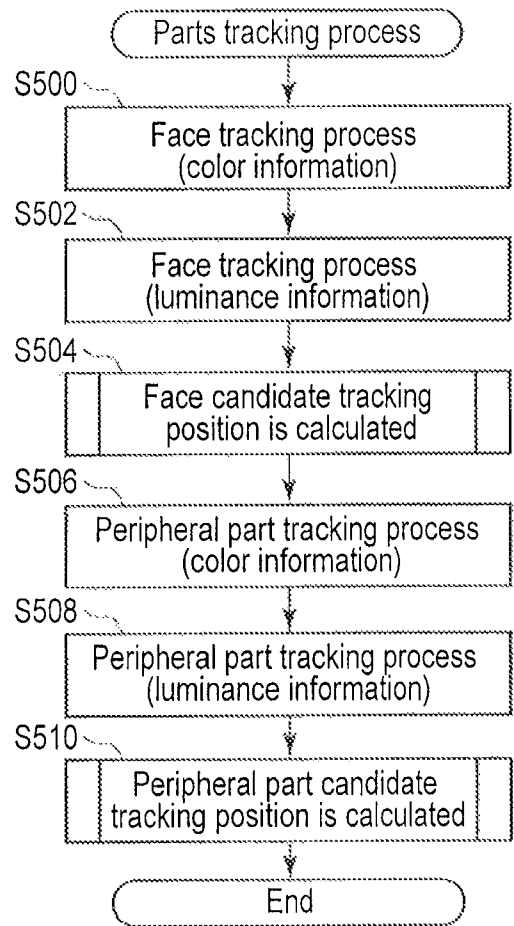 Parts tracking process
S500
Face tracking process
(color information)
S502
Face tracking process
(luminance information)
S504
Face candidate tracking
position is calculated
S506
Peripheral part tracking process
(color information)
S508
Peripheral part tracking process
(luminance information)
S510
Peripheral part candidate
tracking position is calculated
End